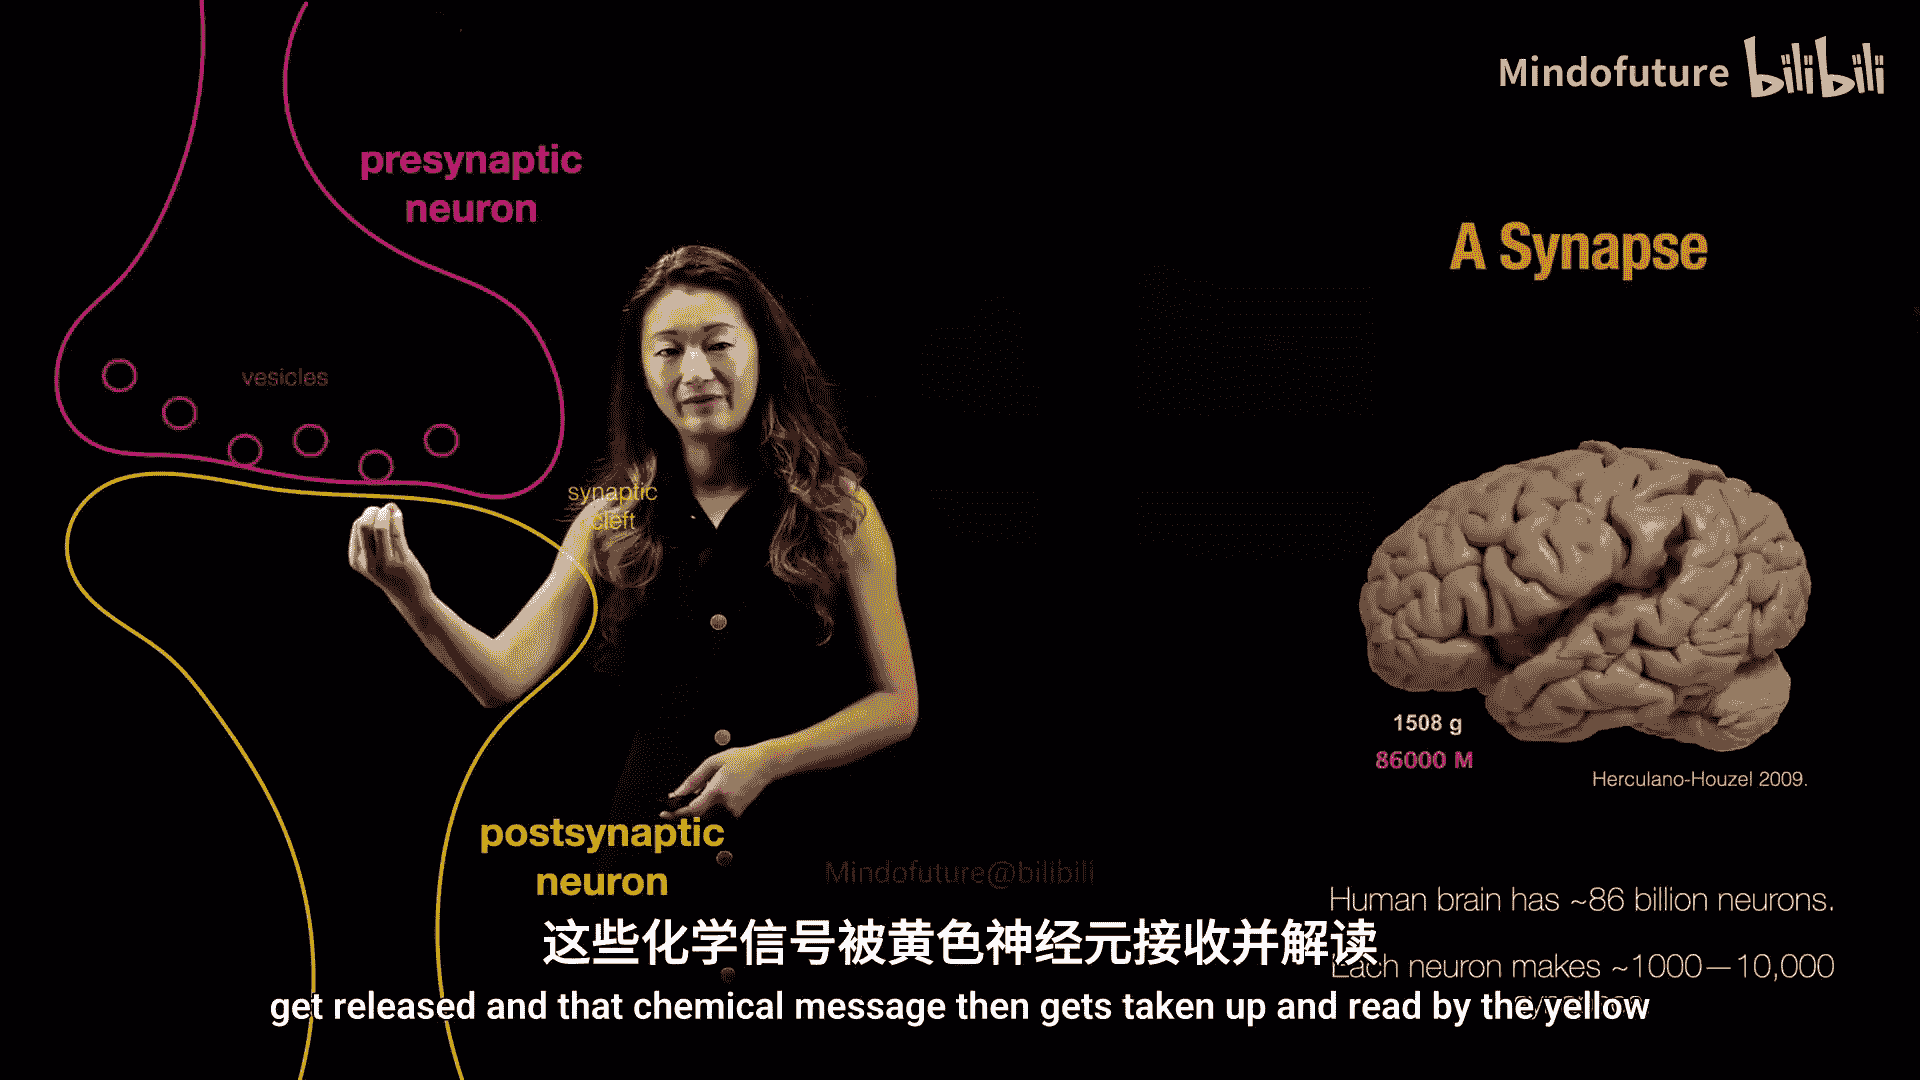 Mindofuture bilibili
presynaptic
neuron
A Synapse
vesicles
synaptic
cleft
1508 g
86000 M
Herculano-Houzel 2009.
postsynaptic
neuron
Mindofuture@bilibili
Human brain has ~86 billion neurons.
Each neuron makes ~1000—10,000
这些化学信号被黄色神经元接收并解读
get released and that chemical message then gets taken up and read by the yellow